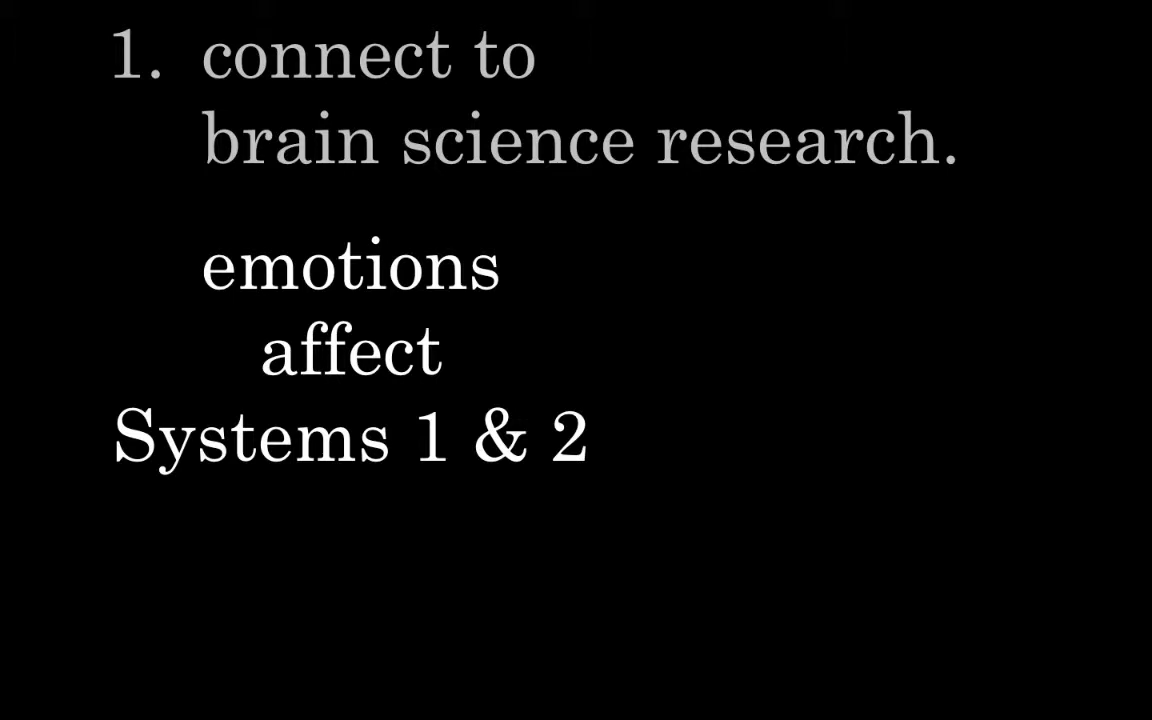 1. connect to
brain science research.
emotions
affect
Systems 1 & 2